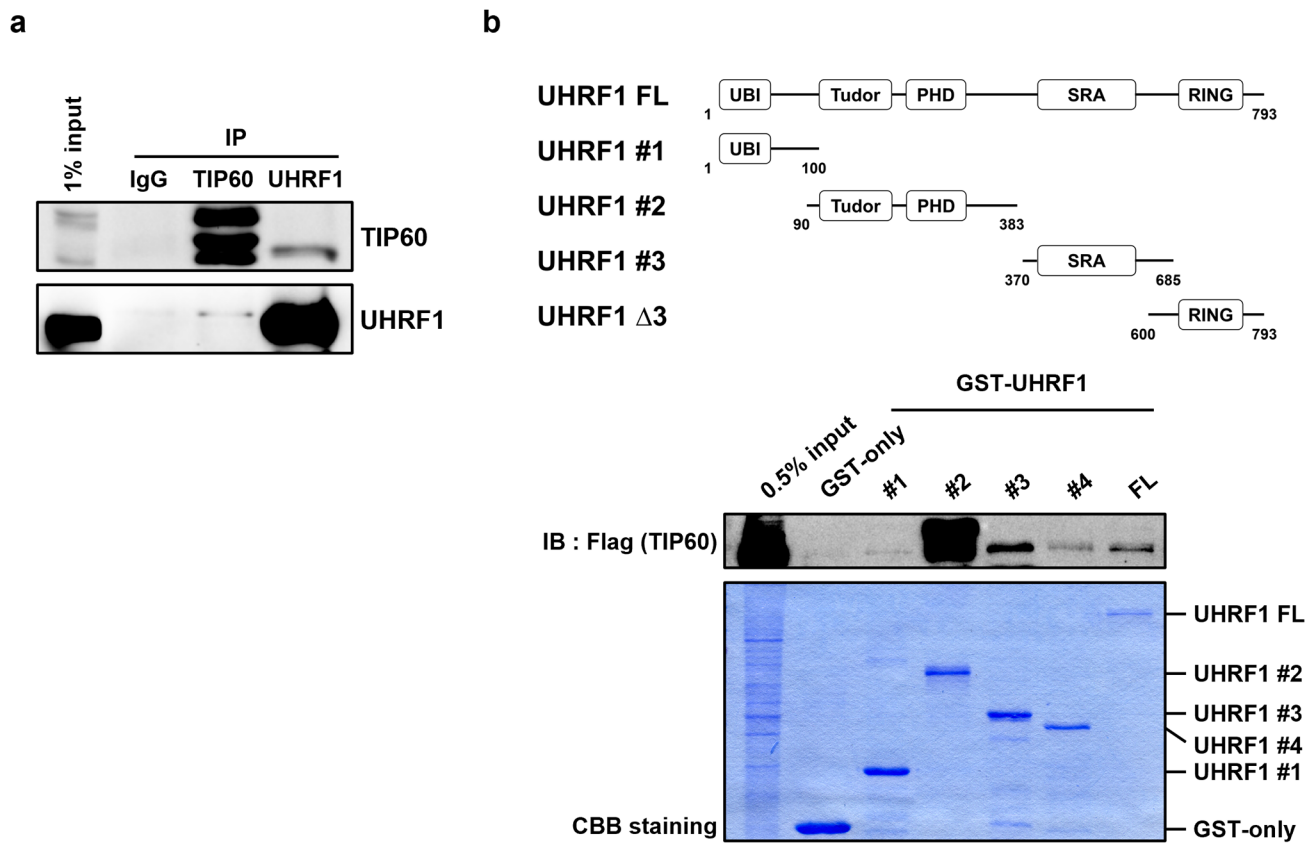 a
1% input
IP
IgG TIP60 UHRF1
TIP60
UHRF1
b
UHRF1 FL
1 UBI Tudor PHD SRA RING 793
UHRF1 #1
1 UBI 100
UHRF1 #2
90 Tudor PHD 383
UHRF1 #3
370 SRA 685
UHRF1 Δ3
600 RING 793
GST-UHRF1
0.5% input GST-only #1 #2 #3 #4 FL
IB : Flag (TIP60)
UHRF1 FL
UHRF1 #2
UHRF1 #3
UHRF1 #4
UHRF1 #1
CBB staining GST-only